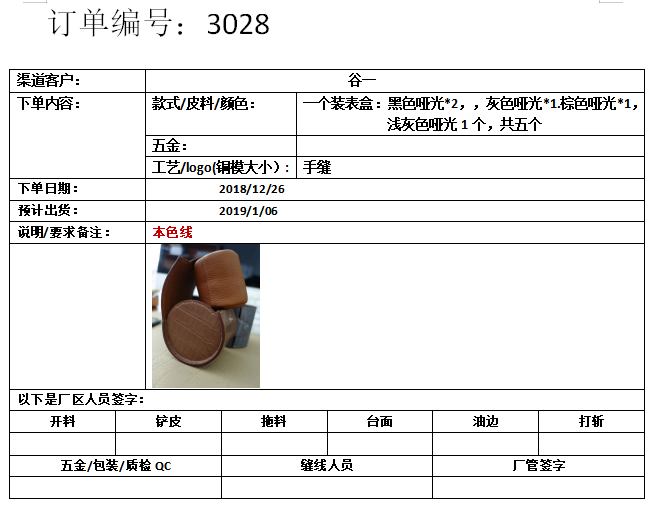 订单编号：3028
渠道客户：
谷一
下单内容：
款式/皮料/颜色：
一个装表盒：黑色哑光*2，，灰色哑光*1.棕色哑光*1，
浅灰色哑光1个，共五个
五金：
工艺/logo(铜模大小）:
手缝
下单日期：
2018/12/26
预计出货：
2019/1/06
说明/要求备注：
本色线
以下是厂区人员签字：
开料
铲皮
拖料
台面
油边
打斩
五金/包装/质检 QC
缝线人员
厂管签字